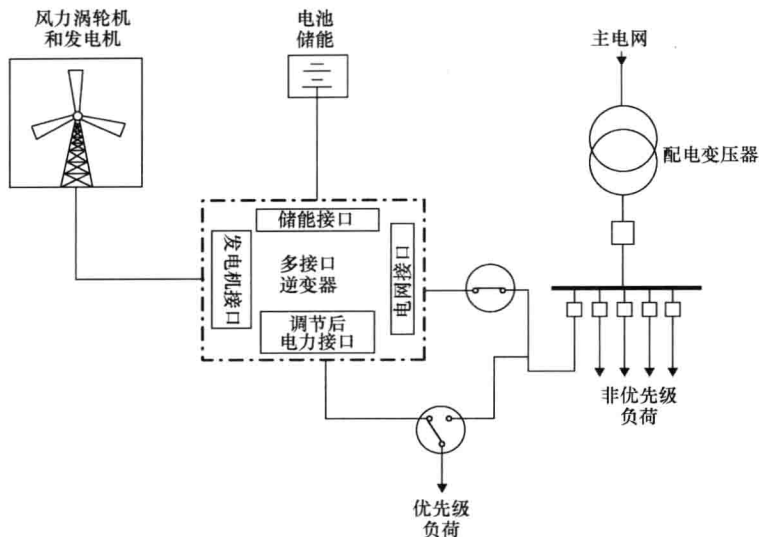 风力涡轮机
和发电机
电池
储能
主电网
配电变压器
储能接口
发电机接口
多接口
逆变器
电网接口
调节后
电力接口
非优先级
负荷
优先级
负荷